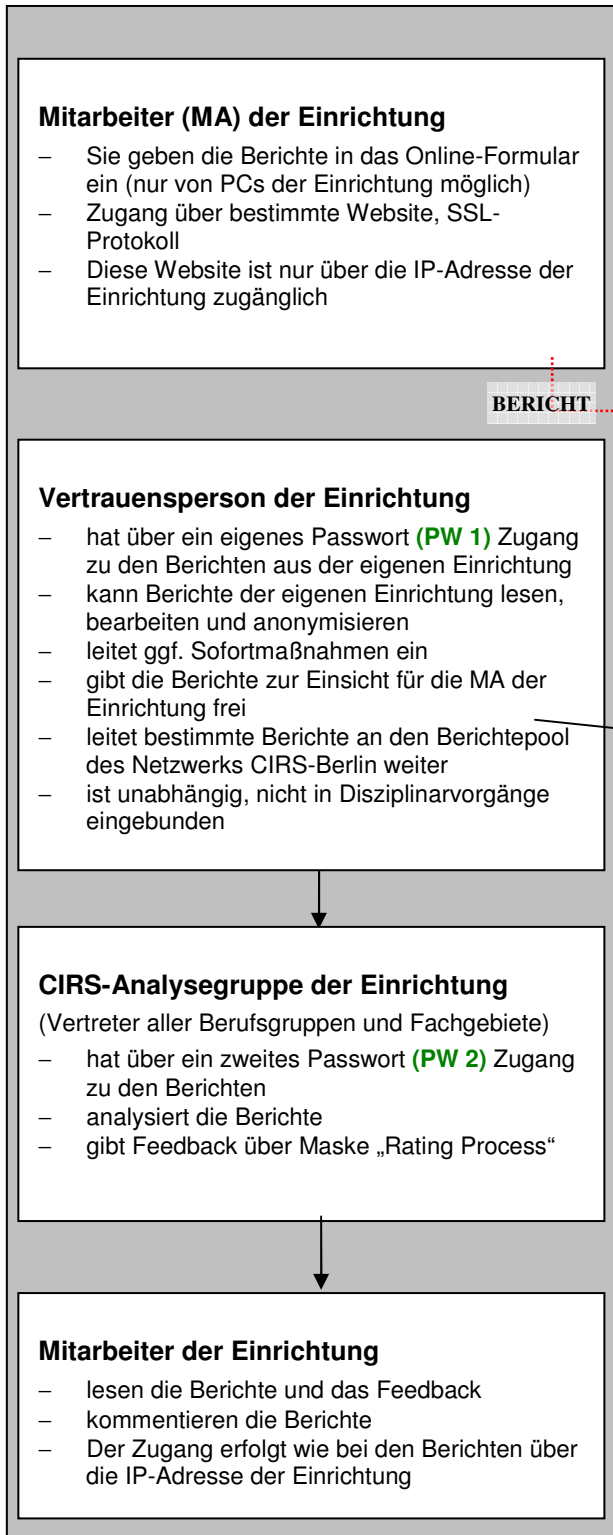 Mitarbeiter (MA) der Einrichtung
– Sie geben die Berichte in das Online-Formular
ein (nur von PCs der Einrichtung möglich)
– Zugang über bestimmte Website, SSL-
Protokoll
– Diese Website ist nur über die IP-Adresse der
Einrichtung zugänglich
BERICHT
Vertrauensperson der Einrichtung
– hat über ein eigenes Passwort (PW 1) Zugang
zu den Berichten aus der eigenen Einrichtung
– kann Berichte der eigenen Einrichtung lesen,
bearbeiten und anonymisieren
– leitet ggf. Sofortmaßnahmen ein
– gibt die Berichte zur Einsicht für die MA der
Einrichtung frei
– leitet bestimmte Berichte an den Berichtepool
des Netzwerks CIRS-Berlin weiter
– ist unabhängig, nicht in Disziplinarvorgänge
eingebunden
CIRS-Analysegruppe der Einrichtung
(Vertreter aller Berufsgruppen und Fachgebiete)
– hat über ein zweites Passwort (PW 2) Zugang
zu den Berichten
– analysiert die Berichte
– gibt Feedback über Maske „Rating Process“
Mitarbeiter der Einrichtung
– lesen die Berichte und das Feedback
– kommentieren die Berichte
– Der Zugang erfolgt wie bei den Berichten über
die IP-Adresse der Einrichtung